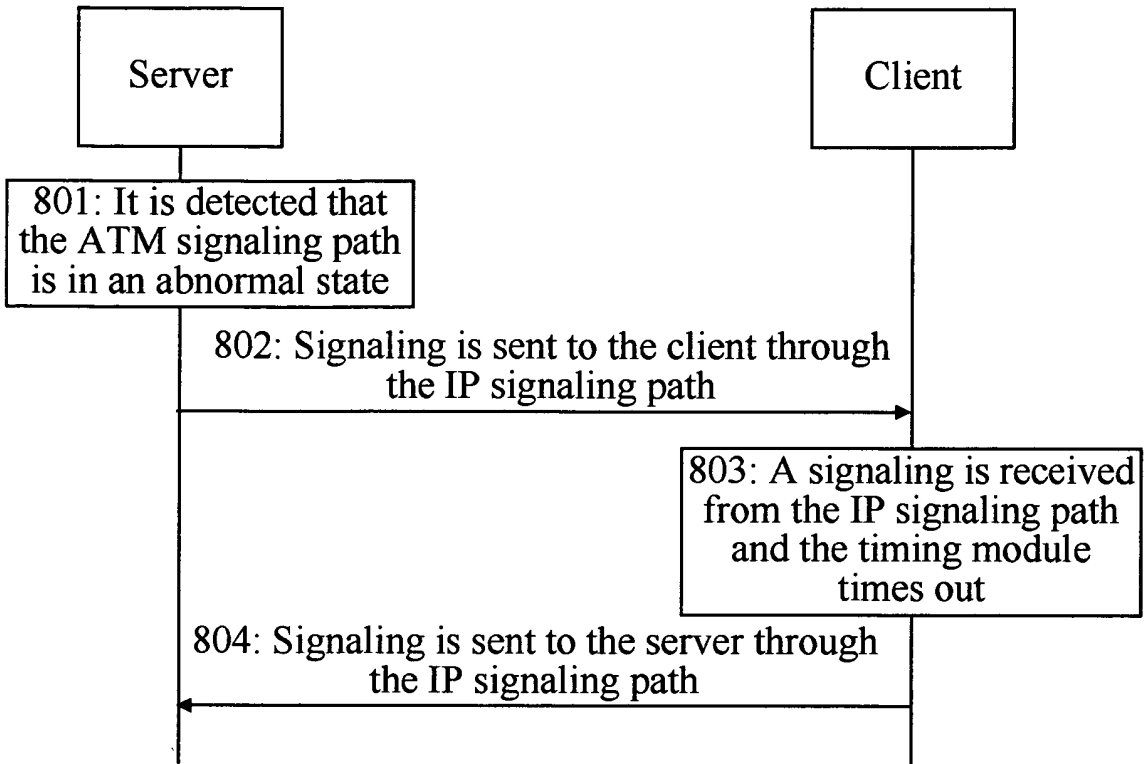 Server
Client
801: It is detected that
the ATM signaling path
is in an abnormal state
802: Signaling is sent to the client through
the IP signaling path
803: A signaling is received
from the IP signaling path
and the timing module
times out
804: Signaling is sent to the server through
the IP signaling path